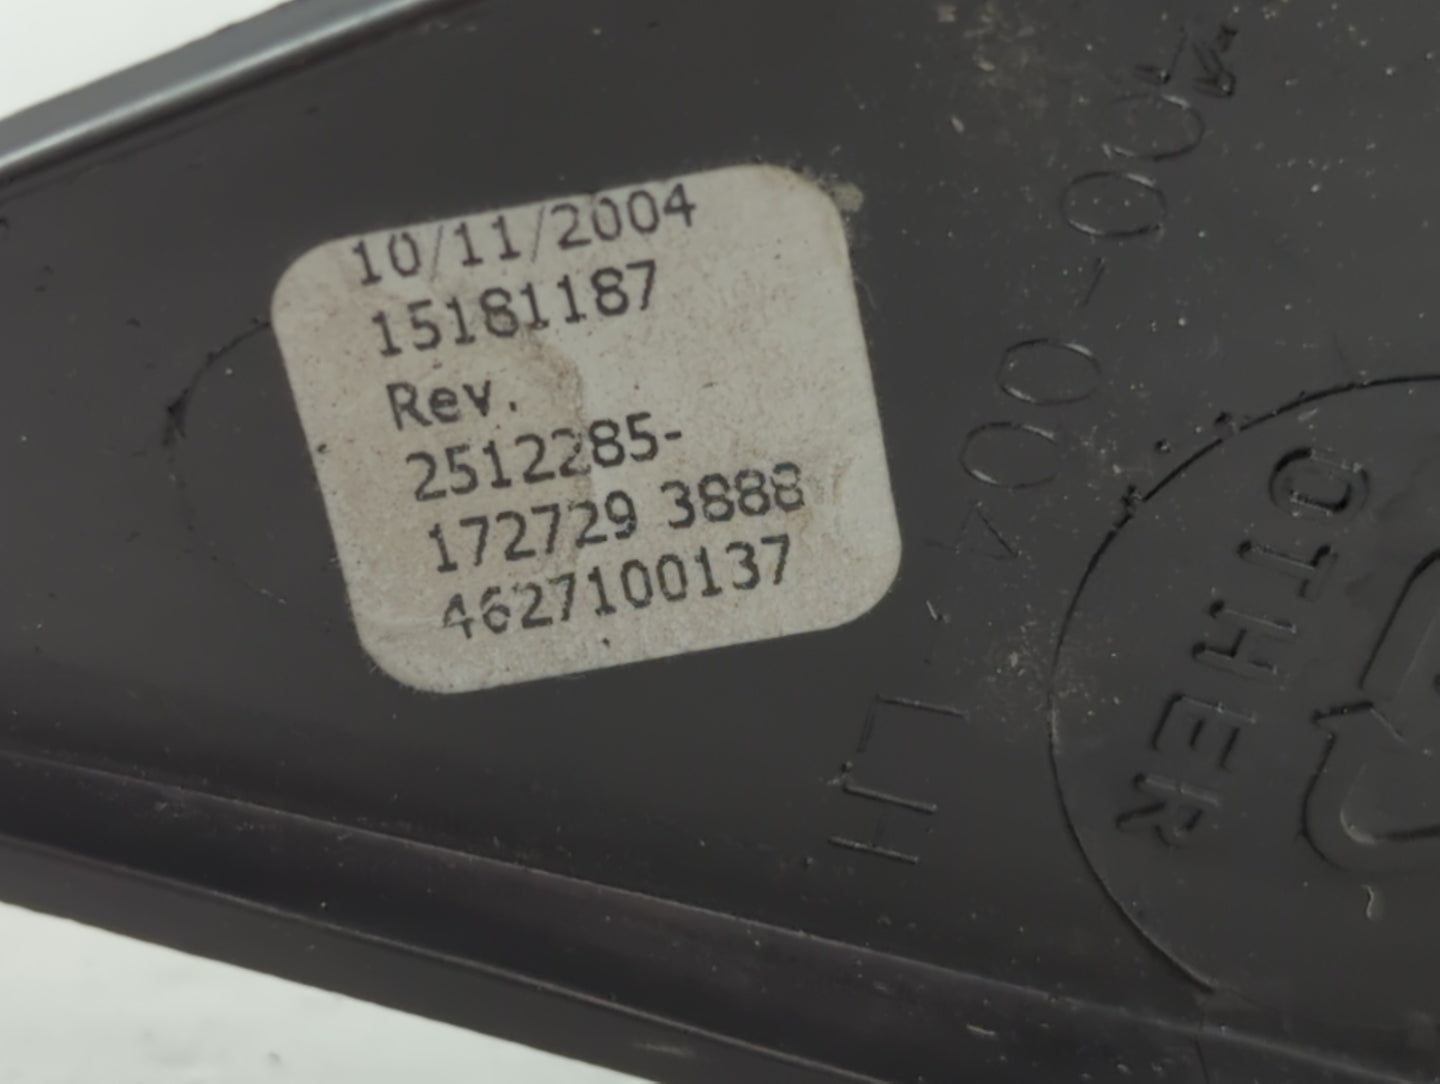 10/11/2004
15181187
Rev.
2512285-
172729 3888
4627100137
OTHER